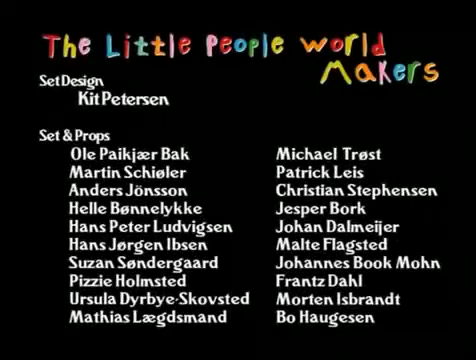 The Little People World
Makers
Set Design
Kit Petersen
Set & Props
Ole Paikjær Bak
Martin Schiøler
Anders Jönsson
Helle Bønnelykke
Hans Peter Ludvigsen
Hans Jørgen Ibsen
Suzan Søndergaard
Pizzie Holmsted
Ursula Dyrbye-Skovsted
Mathias Lægdsmand
Michael Trøst
Patrick Leis
Christian Stephensen
Jesper Bork
Johan Dalmeijer
Malte Flagsted
Johannes Book Mohn
Frantz Dahl
Morten Isbrandt
Bo Haugesen